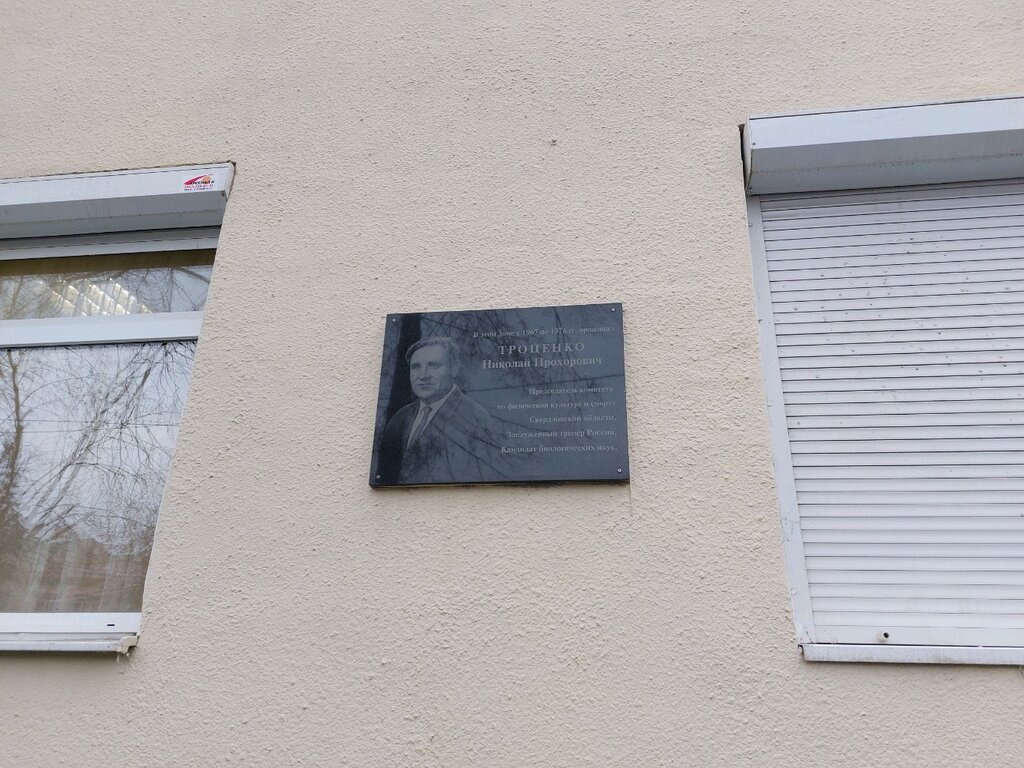 В этом доме с 1967 по 1976 гг. проживал
ТРОЦЕНКО
Николай Прохорович
Председатель комитета
по физической культуре и спорту
Свердловской области,
Заслуженный тренер России,
Кандидат биологических наук.